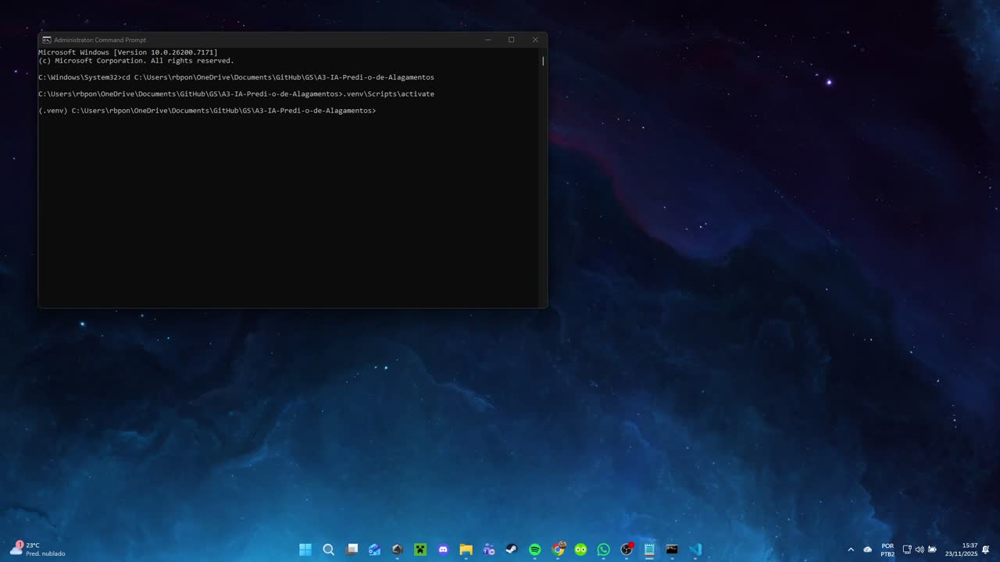 Administrator: Command Prompt
Microsoft Windows [Version 10.0.26200.7171]
(c) Microsoft Corporation. All rights reserved.
C:\Windows\System32>cd C:\Users\rbpon\OneDrive\Documents\GitHub\GS\A3-IA-Predi-o-de-Alagamentos
C:\Users\rbpon\OneDrive\Documents\GitHub\GS\A3-IA-Predi-o-de-Alagamentos>.venv\Scripts\activate
(.venv) C:\Users\rbpon\OneDrive\Documents\GitHub\GS\A3-IA-Predi-o-de-Alagamentos>
1
23°C
Pred. nublado
POR
PTB2
15:37
23/11/2025